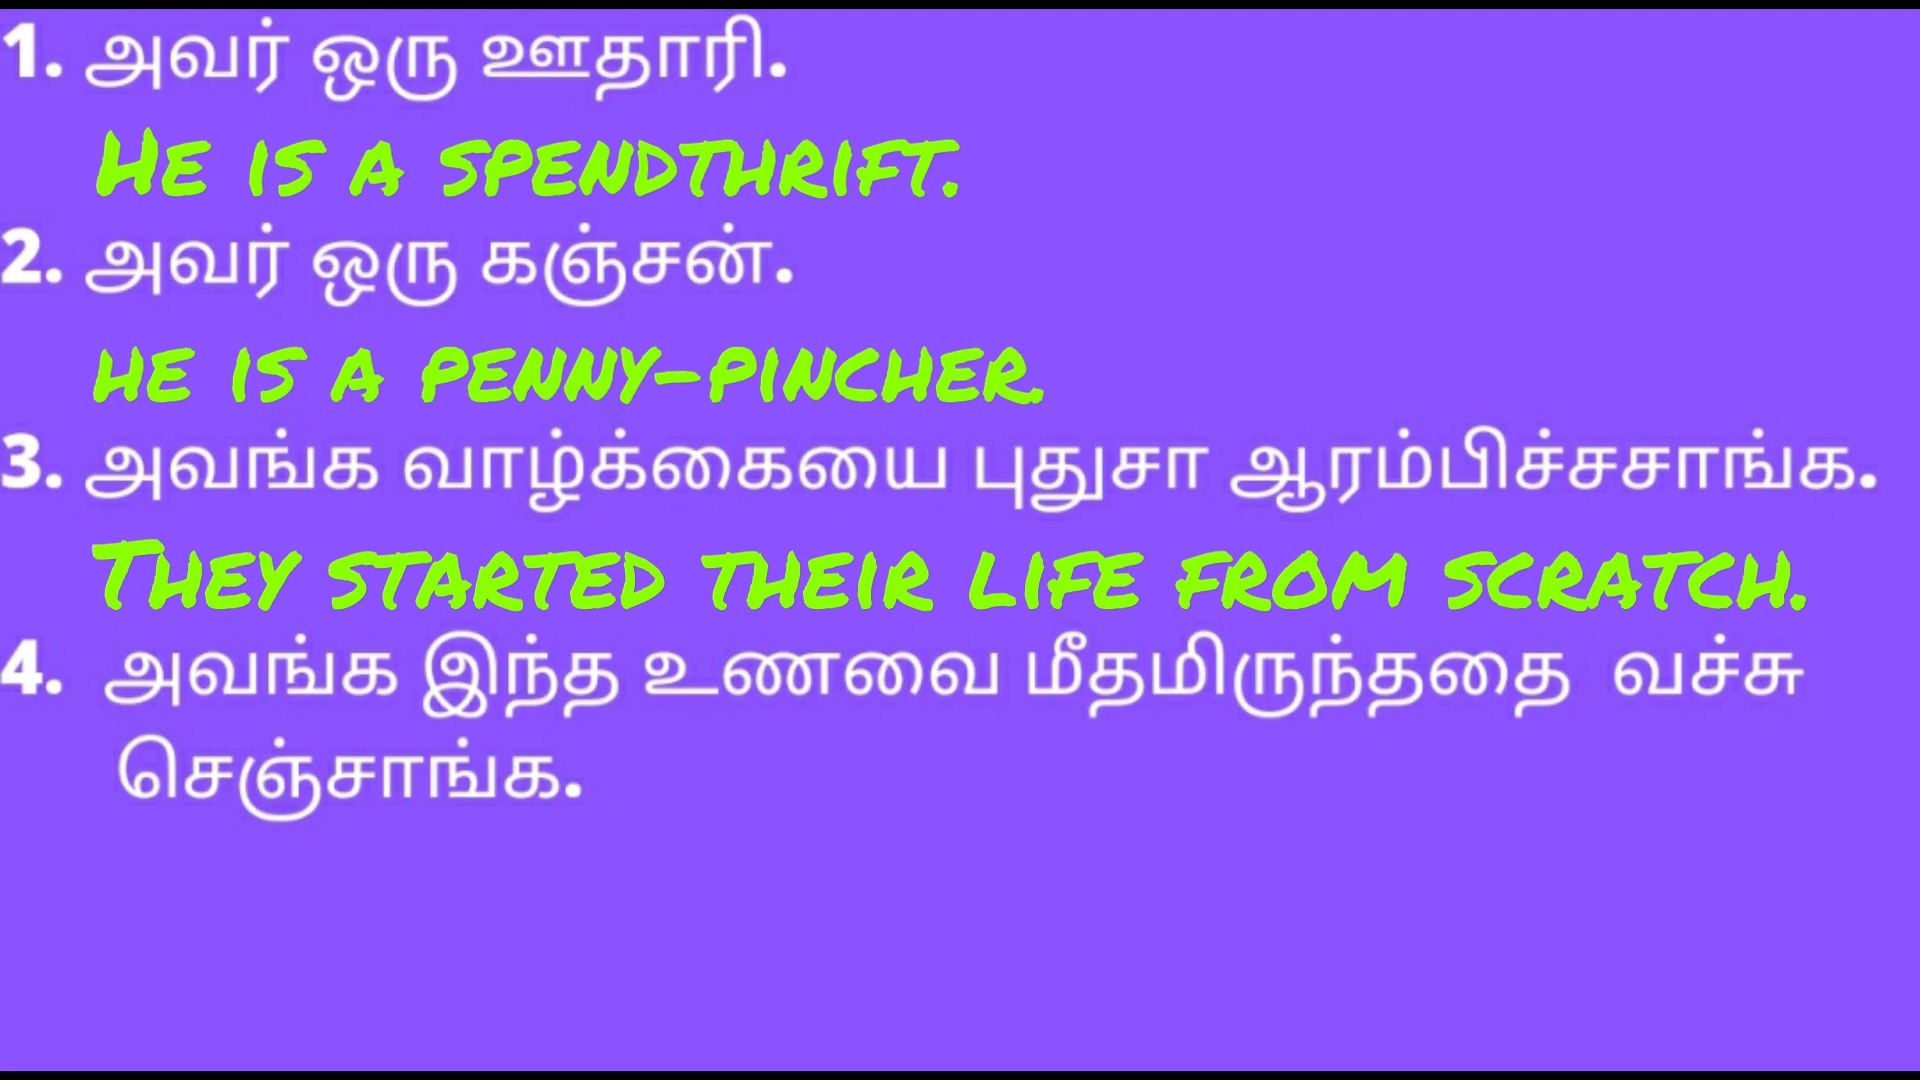 1. அவர் ஒரு ஊதாரி.
He is a spendthrift.
2. அவர் ஒரு கஞ்சன்.
he is a penny-pincher.
3. அவங்க வாழ்க்கையை புதுசா ஆரம்பிச்சசாங்க.
They started their life from scratch.
4. அவங்க இந்த உணவை மீதமிருந்ததை வச்சு
செஞ்சாங்க.